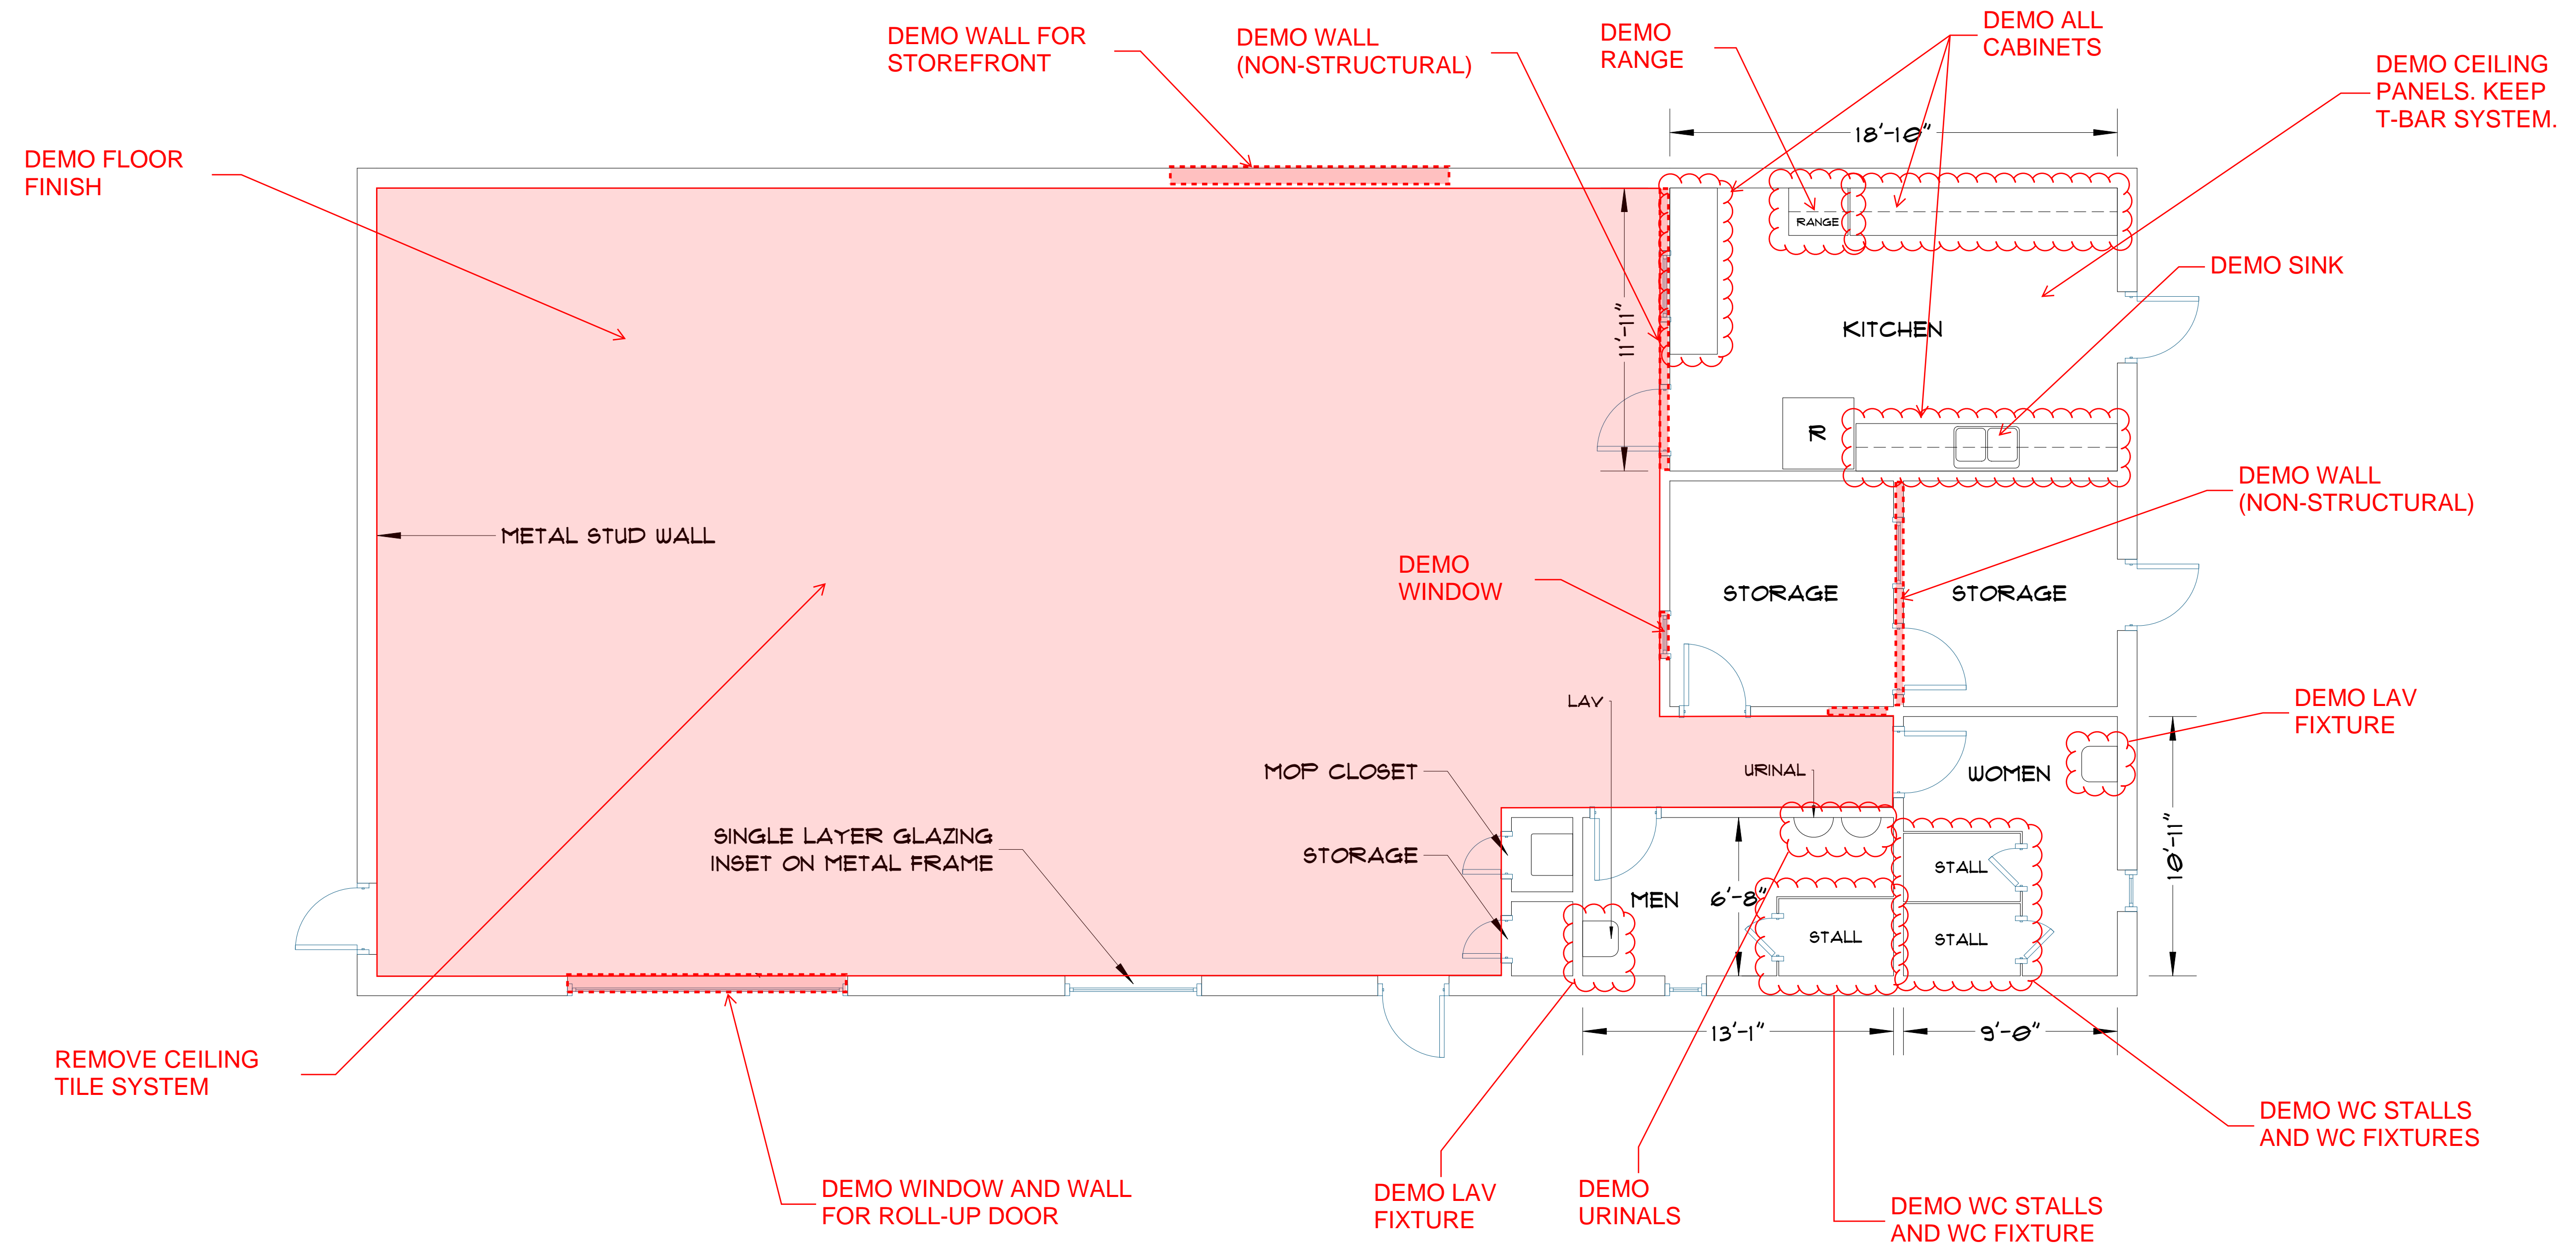 DEMO WALL FOR
STOREFRONT
DEMO WALL
(NON-STRUCTURAL)
DEMO
RANGE
DEMO ALL
CABINETS
DEMO CEILING
PANELS. KEEP
T-BAR SYSTEM.
18'-10"
DEMO FLOOR
FINISH
RANGE
DEMO SINK
11'-11"
KITCHEN
R
DEMO WALL
(NON-STRUCTURAL)
METAL STUD WALL
DEMO
WINDOW
STORAGE
STORAGE
LAV
DEMO LAV
FIXTURE
MOP CLOSET
URINAL
WOMEN
SINGLE LAYER GLAZING
INSET ON METAL FRAME
STORAGE
10'-11"
STALL
MEN
6'-8"
STALL
STALL
13'-1"
9'-0"
REMOVE CEILING
TILE SYSTEM
DEMO WC STALLS
AND WC FIXTURES
DEMO WINDOW AND WALL
FOR ROLL-UP DOOR
DEMO LAV
FIXTURE
DEMO
URINALS
DEMO WC STALLS
AND WC FIXTURE